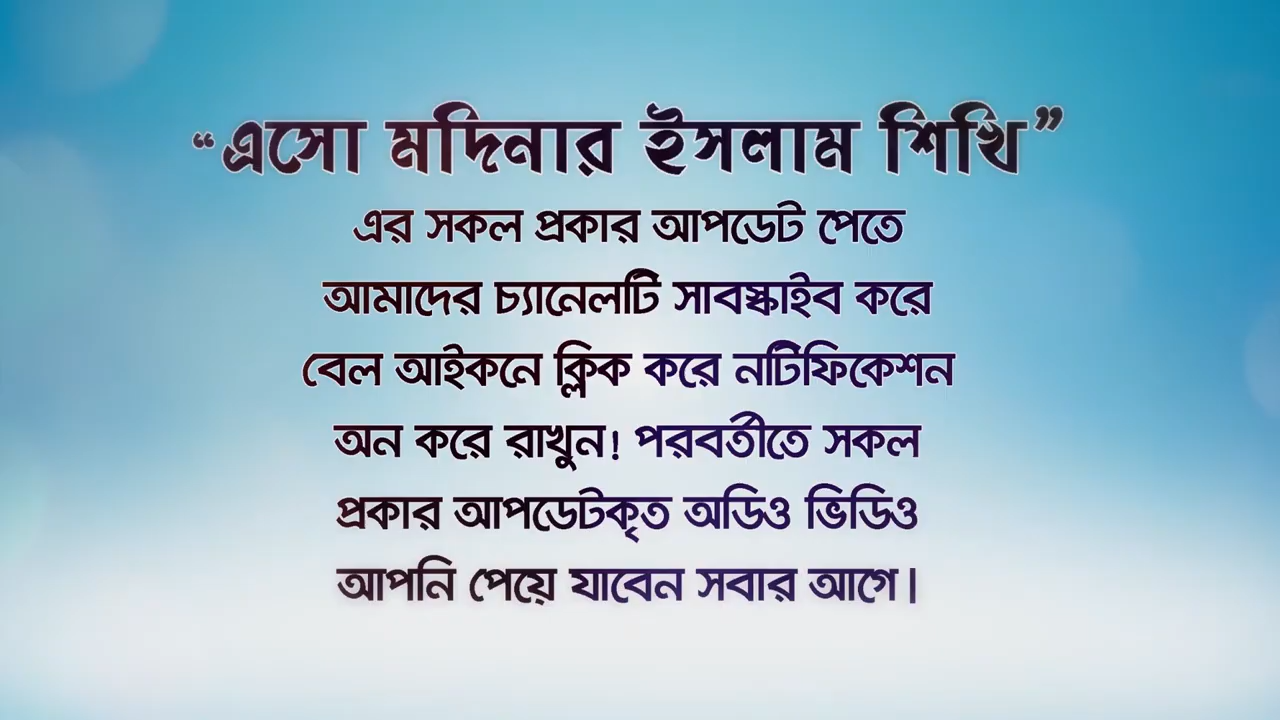 “এসো মদিনার ইসলাম শিখি”
এর সকল প্রকার আপডেট পেতে
আমাদের চ্যানেলটি সাবস্কাইব করে
বেল আইকনে ক্লিক করে নটিফিকেশন
অন করে রাখুন! পরবর্তীতে সকল
প্রকার আপডেটকৃত অডিও ভিডিও
আপনি পেয়ে যাবেন সবার আগে।